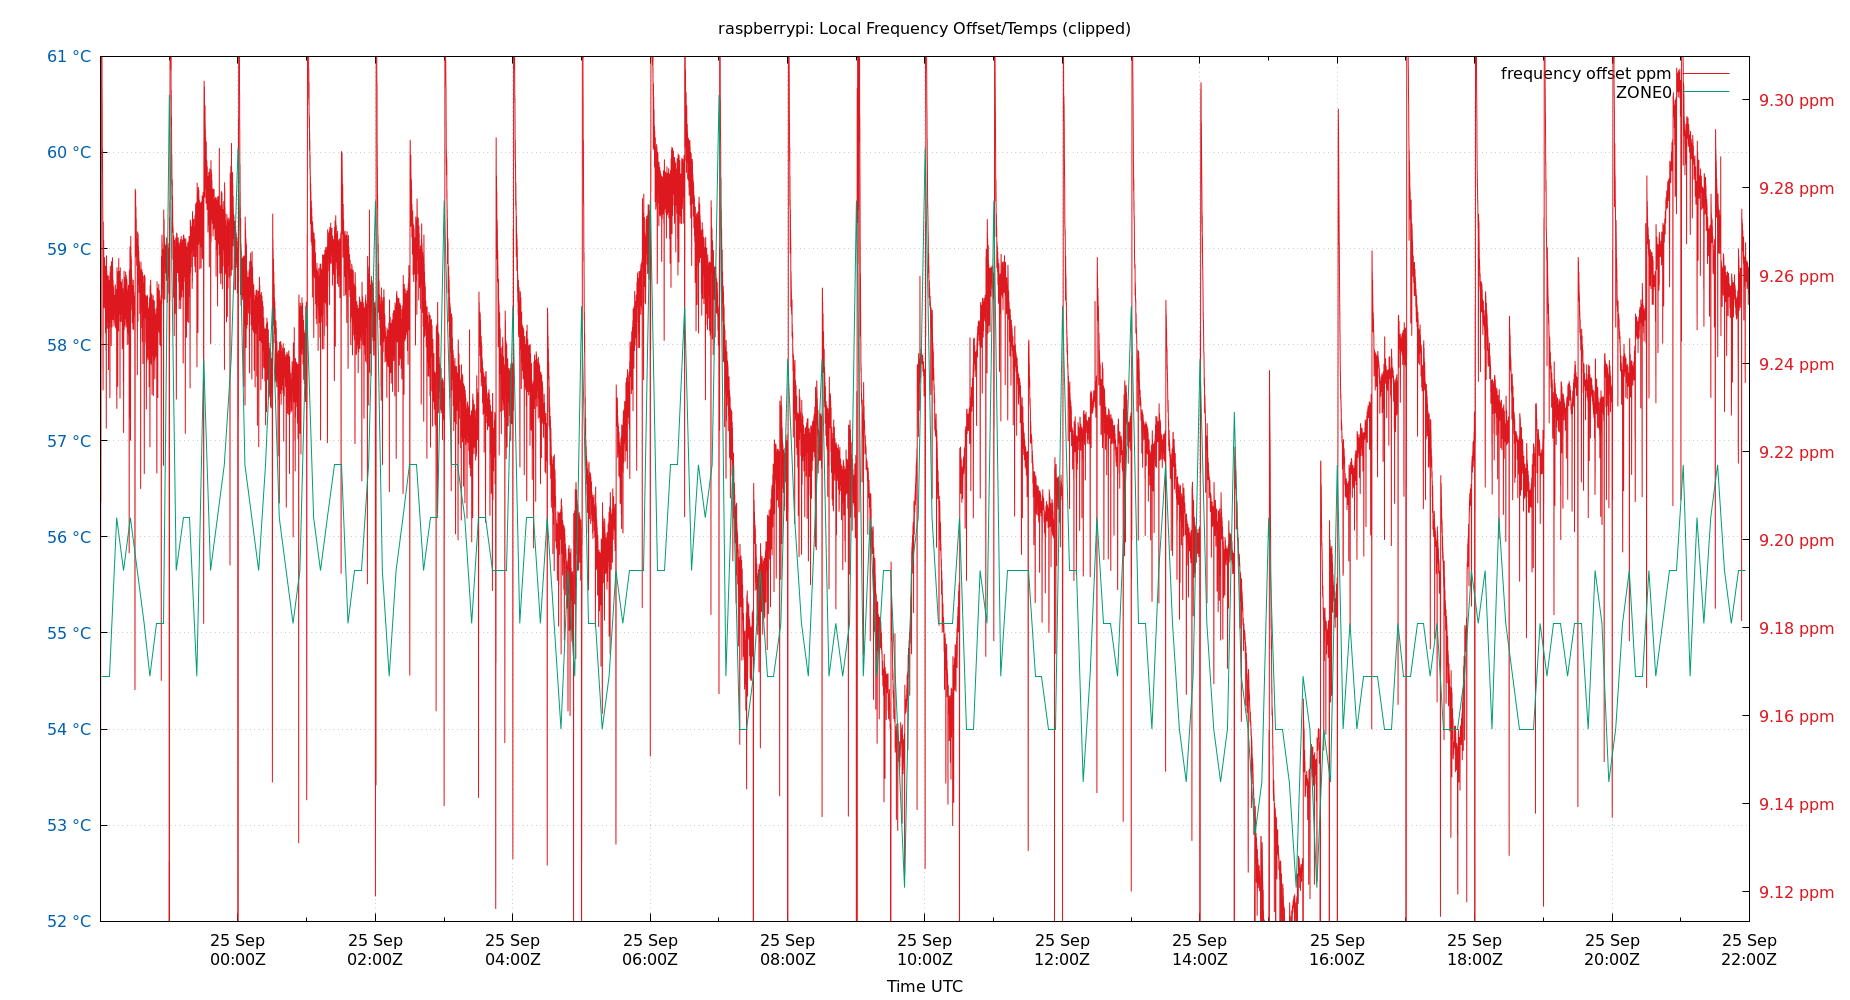 raspberrypi: Local Frequency Offset/Temps (clipped)
frequency offset ppm
ZONE0
61 °C
60 °C
59 °C
58 °C
57 °C
56 °C
55 °C
54 °C
53 °C
52 °C
9.30 ppm
9.28 ppm
9.26 ppm
9.24 ppm
9.22 ppm
9.20 ppm
9.18 ppm
9.16 ppm
9.14 ppm
9.12 ppm
25 Sep 25 Sep 25 Sep 25 Sep 25 Sep 25 Sep 25 Sep 25 Sep 25 Sep 25 Sep 25 Sep 25 Sep
00:00Z 02:00Z 04:00Z 06:00Z 08:00Z 10:00Z 12:00Z 14:00Z 16:00Z 18:00Z 20:00Z 22:00Z
Time UTC